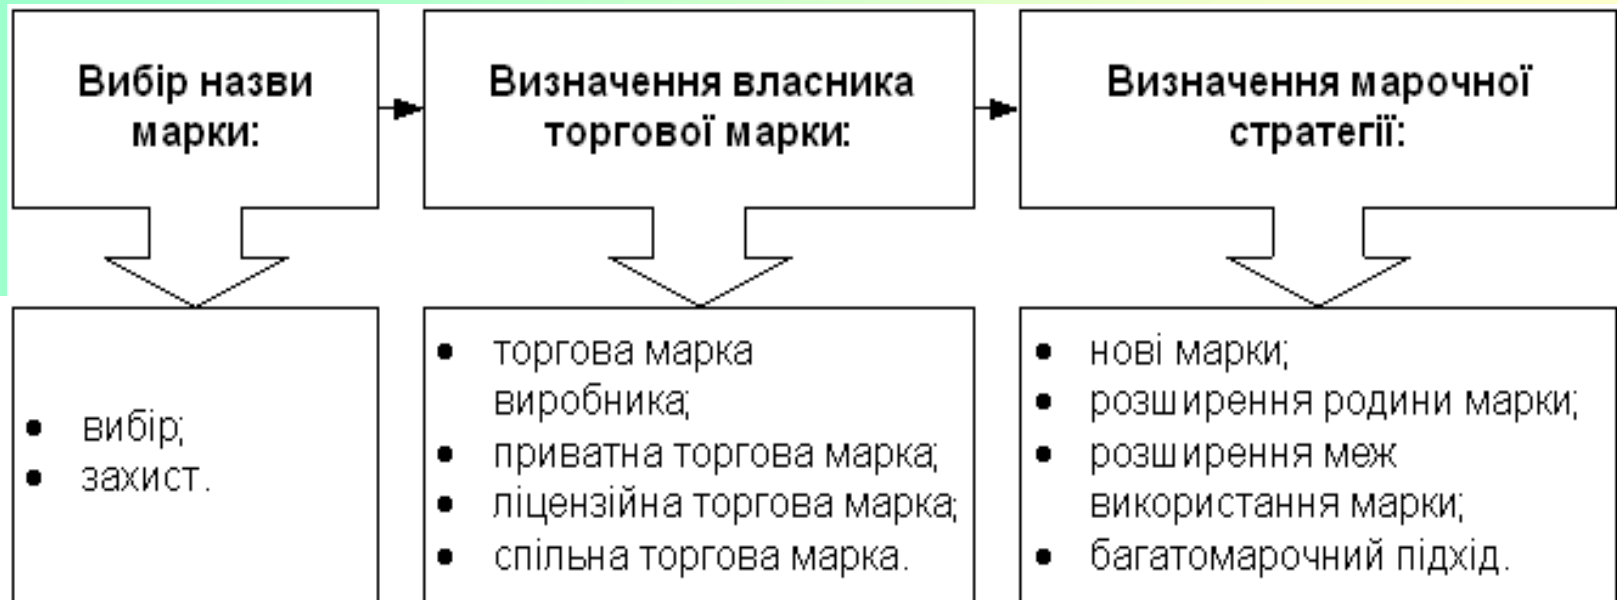 Вибір назви
марки:
Визначення власника
торгової марки:
Визначення марочної
стратегії:
• вибір;
• захист.
• торгова марка
виробника;
• приватна торгова марка;
• ліцензійна торгова марка;
• спільна торгова марка.
• нові марки;
• розширення родини марки;
• розширення меж
використання марки;
• багатомарочний підхід.